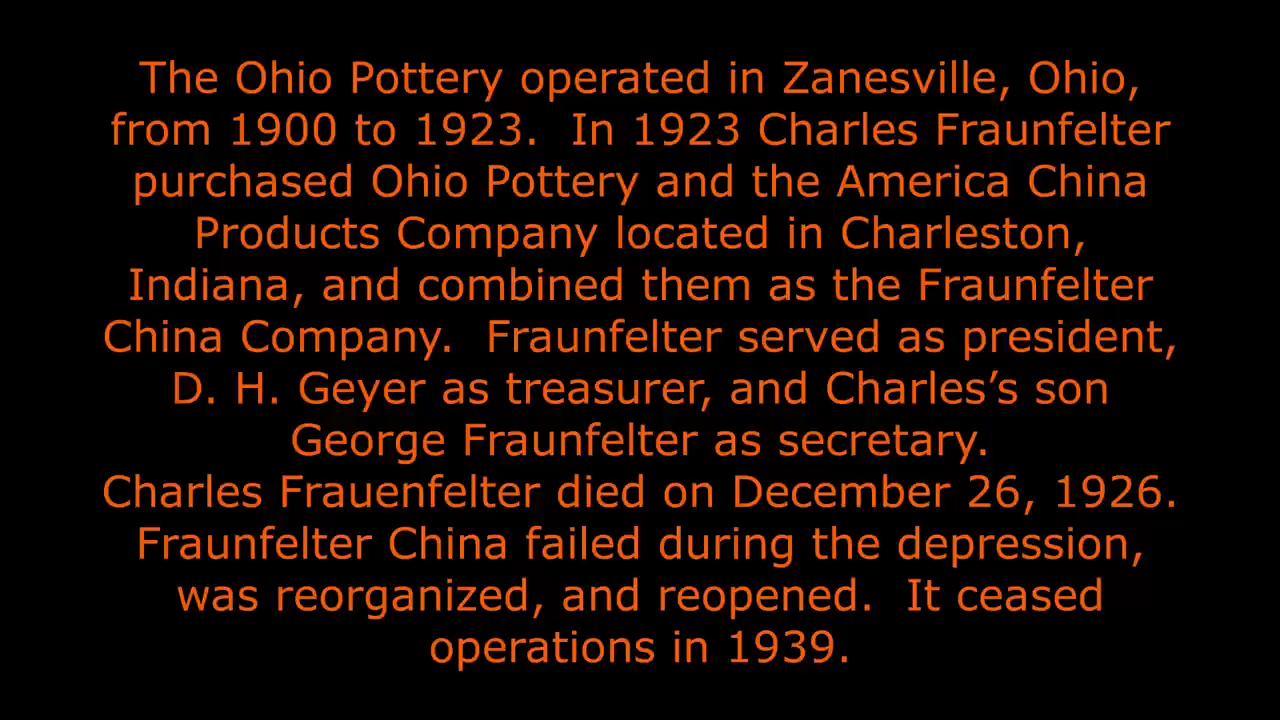 The Ohio Pottery operated in Zanesville, Ohio,
from 1900 to 1923.  In 1923 Charles Fraunfelter
purchased Ohio Pottery and the America China
Products Company located in Charleston,
Indiana, and combined them as the Fraunfelter
China Company.  Fraunfelter served as president,
D. H. Geyer as treasurer, and Charles’s son
George Fraunfelter as secretary.
Charles Frauenfelter died on December 26, 1926.
Fraunfelter China failed during the depression,
was reorganized, and reopened.  It ceased
operations in 1939.